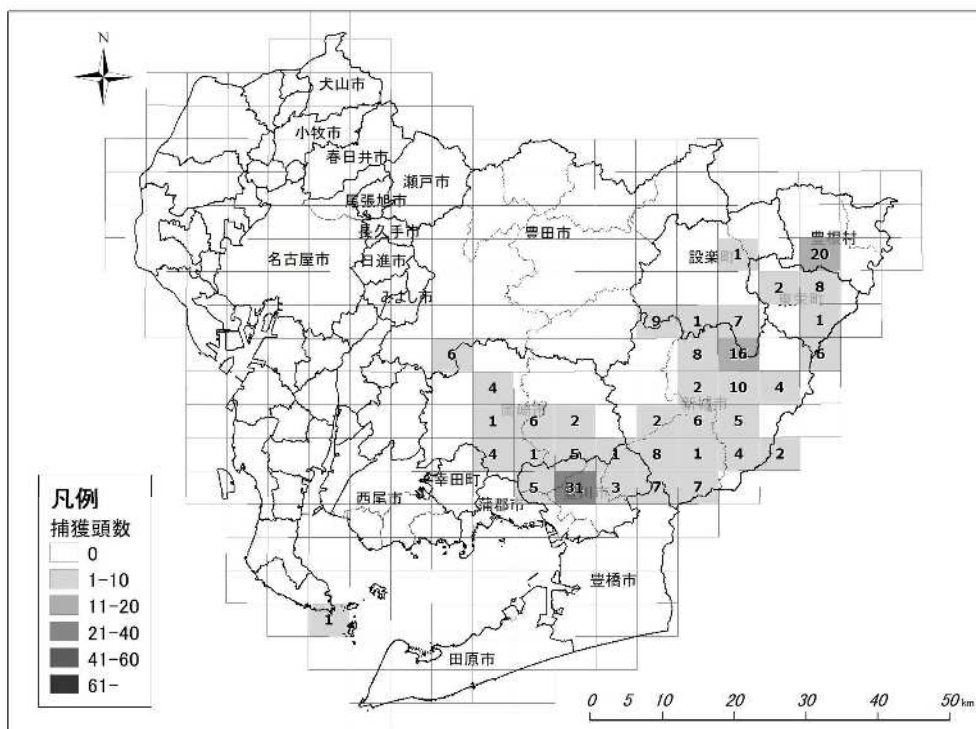 N
犬山市
小牧市
春日井市
瀬戸市
尾張旭市
長久手市
豊田市
名古屋市
日進市
みよし市
設楽町
1
豊根村
20
2
8
東栄町
9
1
7
1
6
8
16
6
4
2
10
4
岡崎市
新城市
1
6
2
2
6
5
4
1
5
1
8
1
4
2
幸田町
西尾市
蒲郡市
5
31
3
7
7
豊川市
豊橋市
1
田原市
凡例
捕獲頭数
0
1-10
11-20
21-40
41-60
61-
0 10 20 30 40 50 km